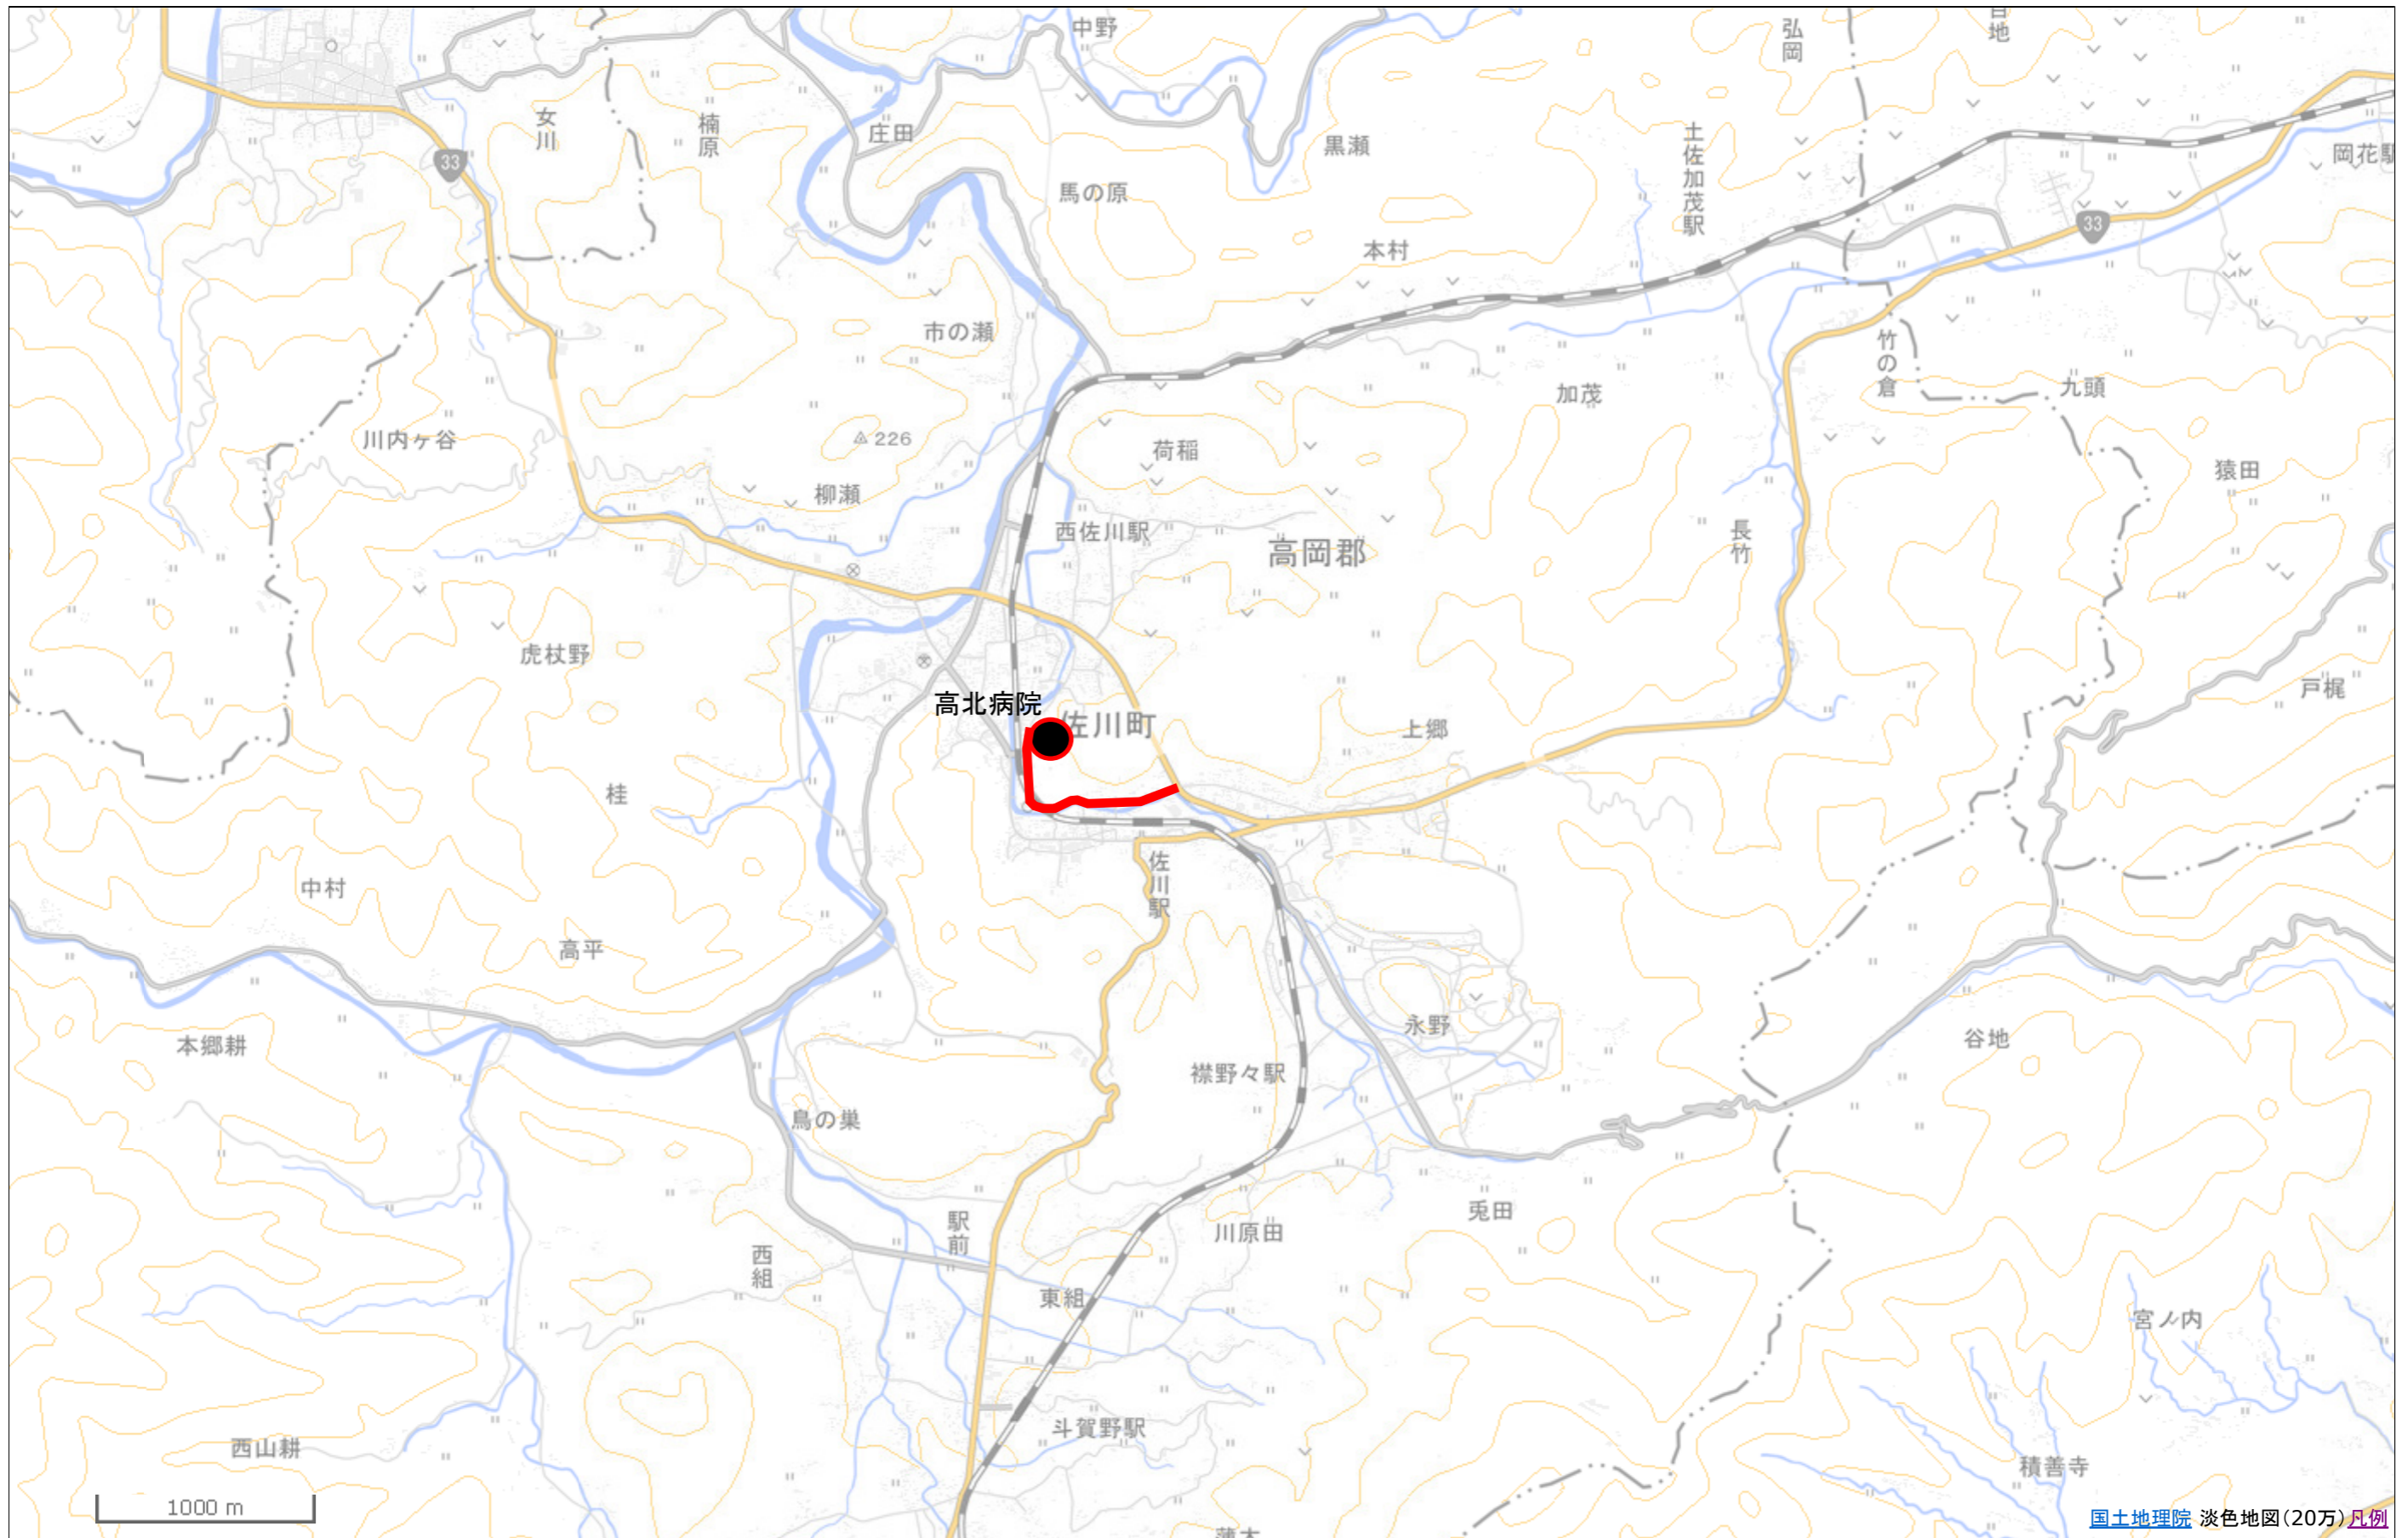 中野
弘岡
女川
楠原
庄田
黒瀬
土佐加茂駅
33
馬の原
33
本村
市の瀬
竹の倉
加茂
九頭
川内ヶ谷
226
荷稲
猿田
柳瀬
西佐川駅
高岡郡
長竹
虎杖野
高北病院
佐川町
上郷
戸梶
桂
佐川駅
中村
高平
本郷耕
永野
谷地
襟野々駅
鳥の巣
兎田
駅前
川原田
西組
東組
宮ノ内
斗賀野駅
西山耕
積善寺
1000 m
国土地理院 淡色地図(20万) 凡例